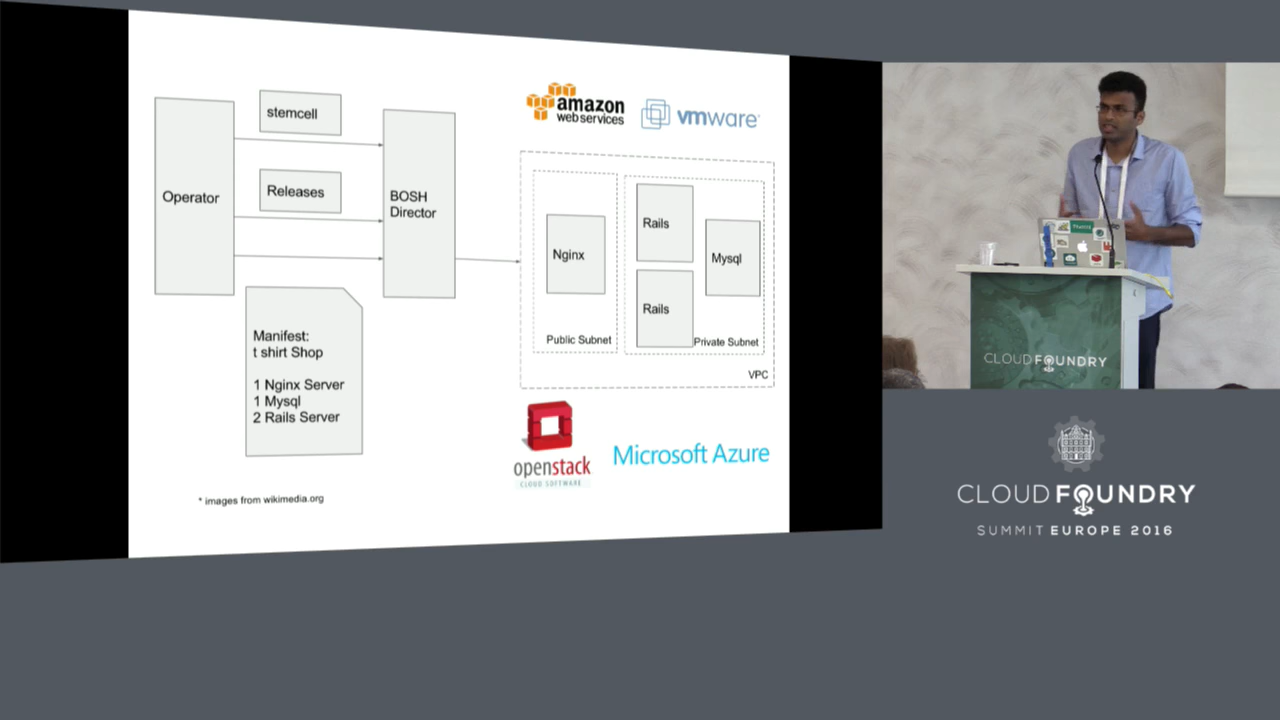 Operator
stemcell
Releases
BOSH
Director
Manifest:
t shirt Shop
1 Nginx Server
1 Mysql
2 Rails Server
* images from wikimedia.org
amazon
webservices
vmware
Nginx
Public Subnet
Rails
Rails
Mysql
Private Subnet
VPC
openstack
CLOUD SOFTWARE
Microsoft Azure
CLOUD FOUNDRY
CLOUD FOUNDRY
SUMMIT EUROPE 2016